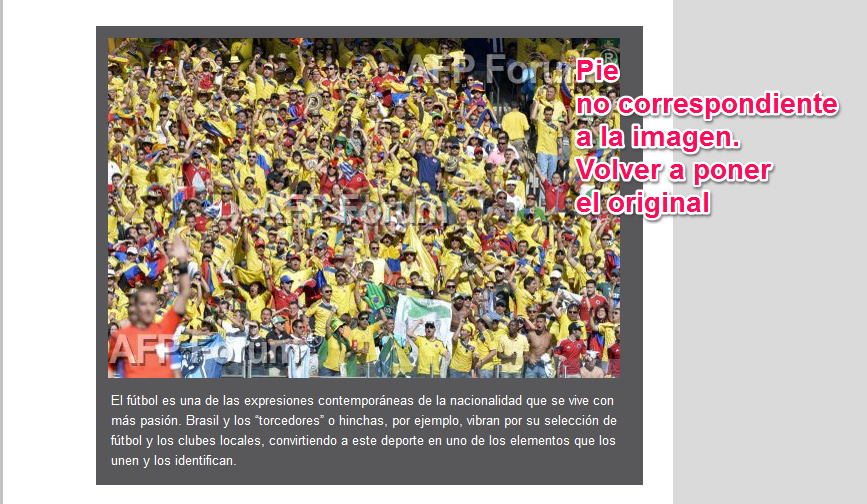 AFP Forum®
Pie
no correspondiente
a la imagen.
Volver a poner
el original
AFP Forum
AFP Forum
El fútbol es una de las expresiones contemporáneas de la nacionalidad que se vive con
más pasión. Brasil y los “torcedores” o hinchas, por ejemplo, vibran por su selección de
fútbol y los clubes locales, convirtiendo a este deporte en uno de los elementos que los
unen y los identifican.